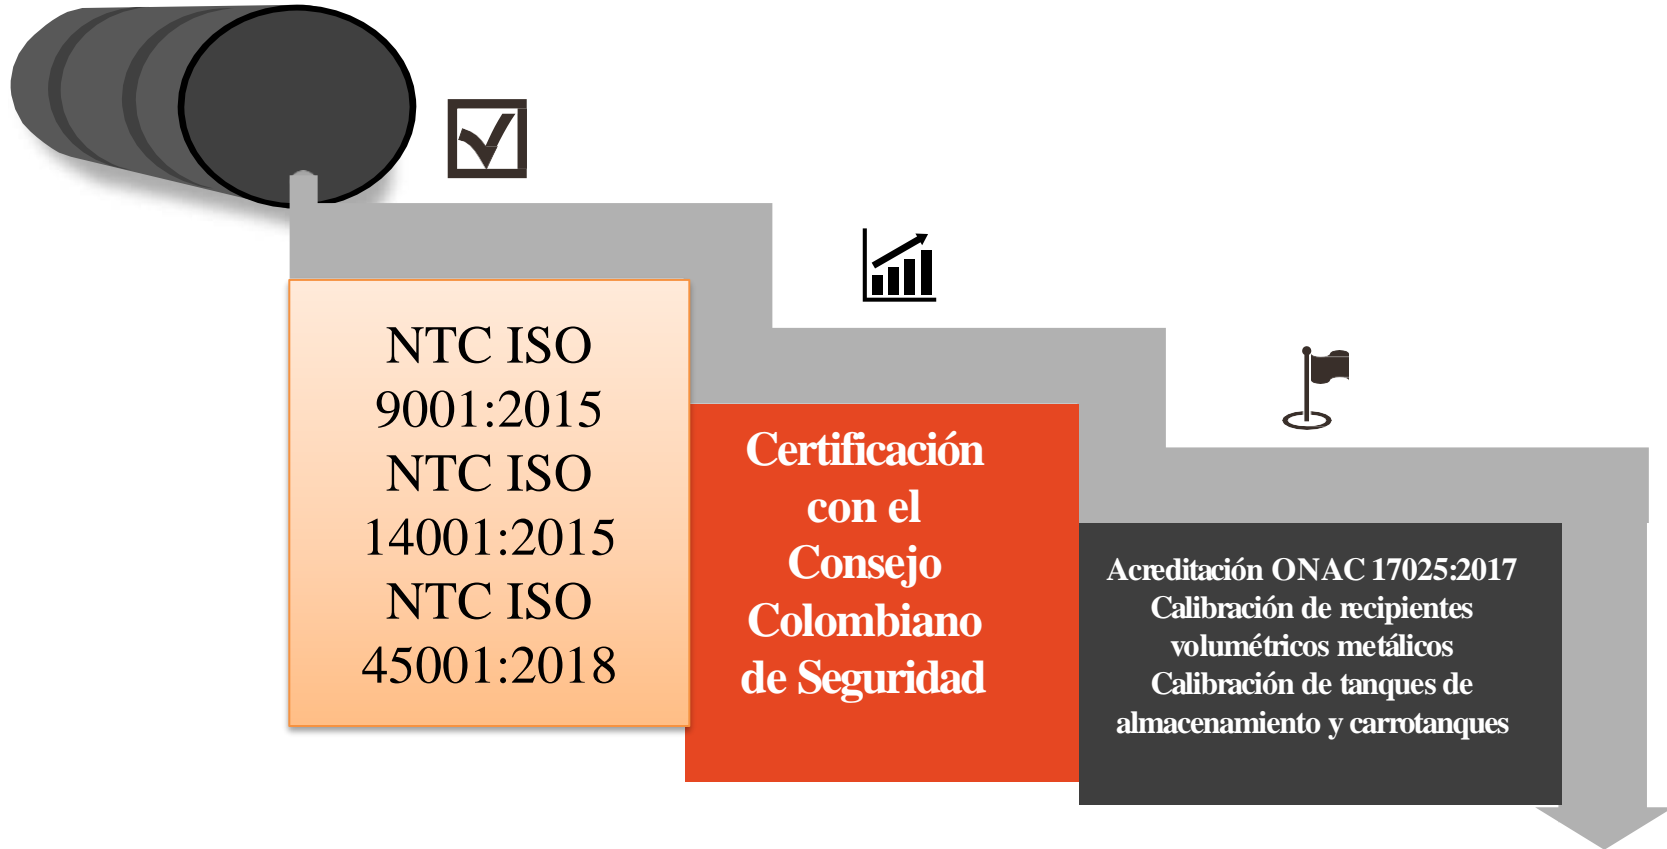 NTC ISO
9001:2015
NTC ISO
14001:2015
NTC ISO
45001:2018
Certificación
con el
Consejo
Colombiano
de Seguridad
Acreditación ONAC 17025:2017
Calibración de recipientes
volumétricos metálicos
Calibración de tanques de
almacenamiento y carrotanques